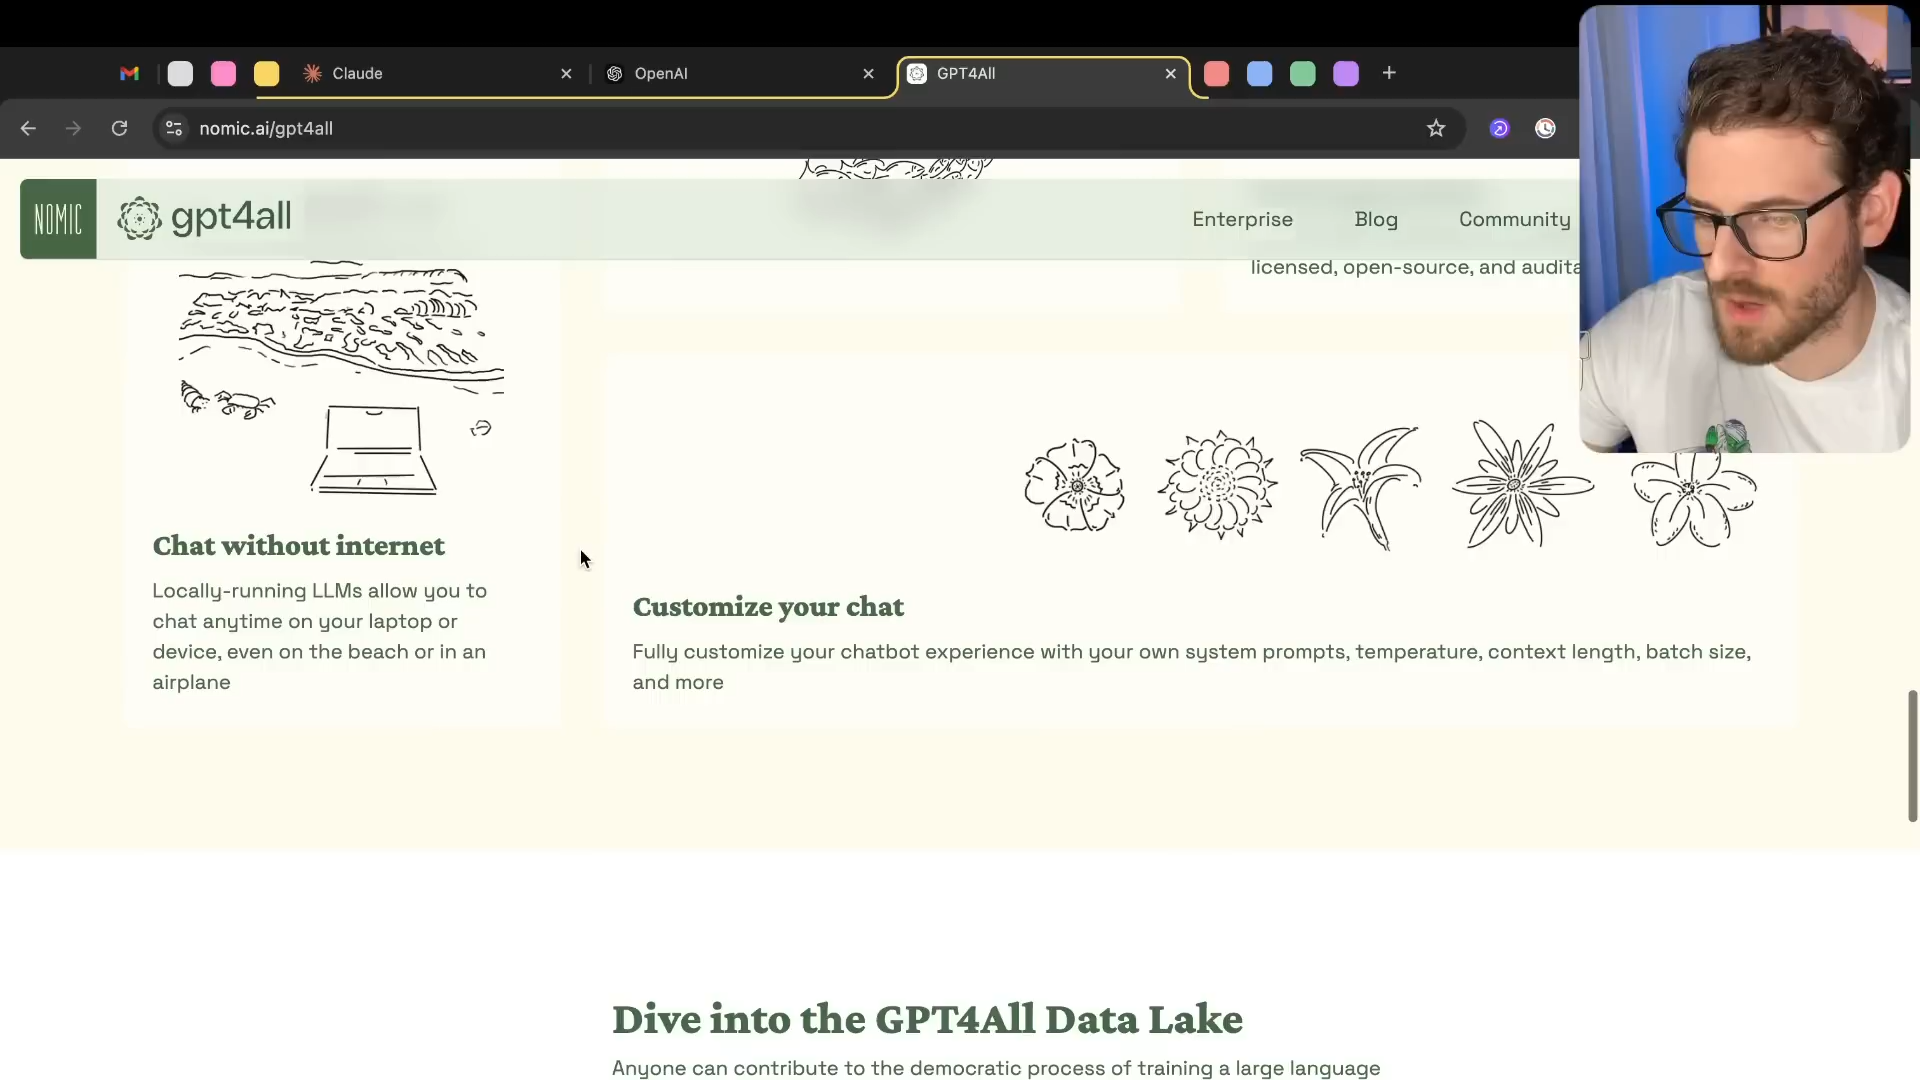 Claude
OpenAI
GPT4All
nomic.ai/gpt4all
NOMIC
gpt4all
Enterprise
Blog
Community
licensed, open-source, and audita
Chat without internet
Locally-running LLMs allow you to
chat anytime on your laptop or
device, even on the beach or in an
airplane
Customize your chat
Fully customize your chatbot experience with your own system prompts, temperature, context length, batch size,
and more
Dive into the GPT4All Data Lake
Anyone can contribute to the democratic process of training a large language